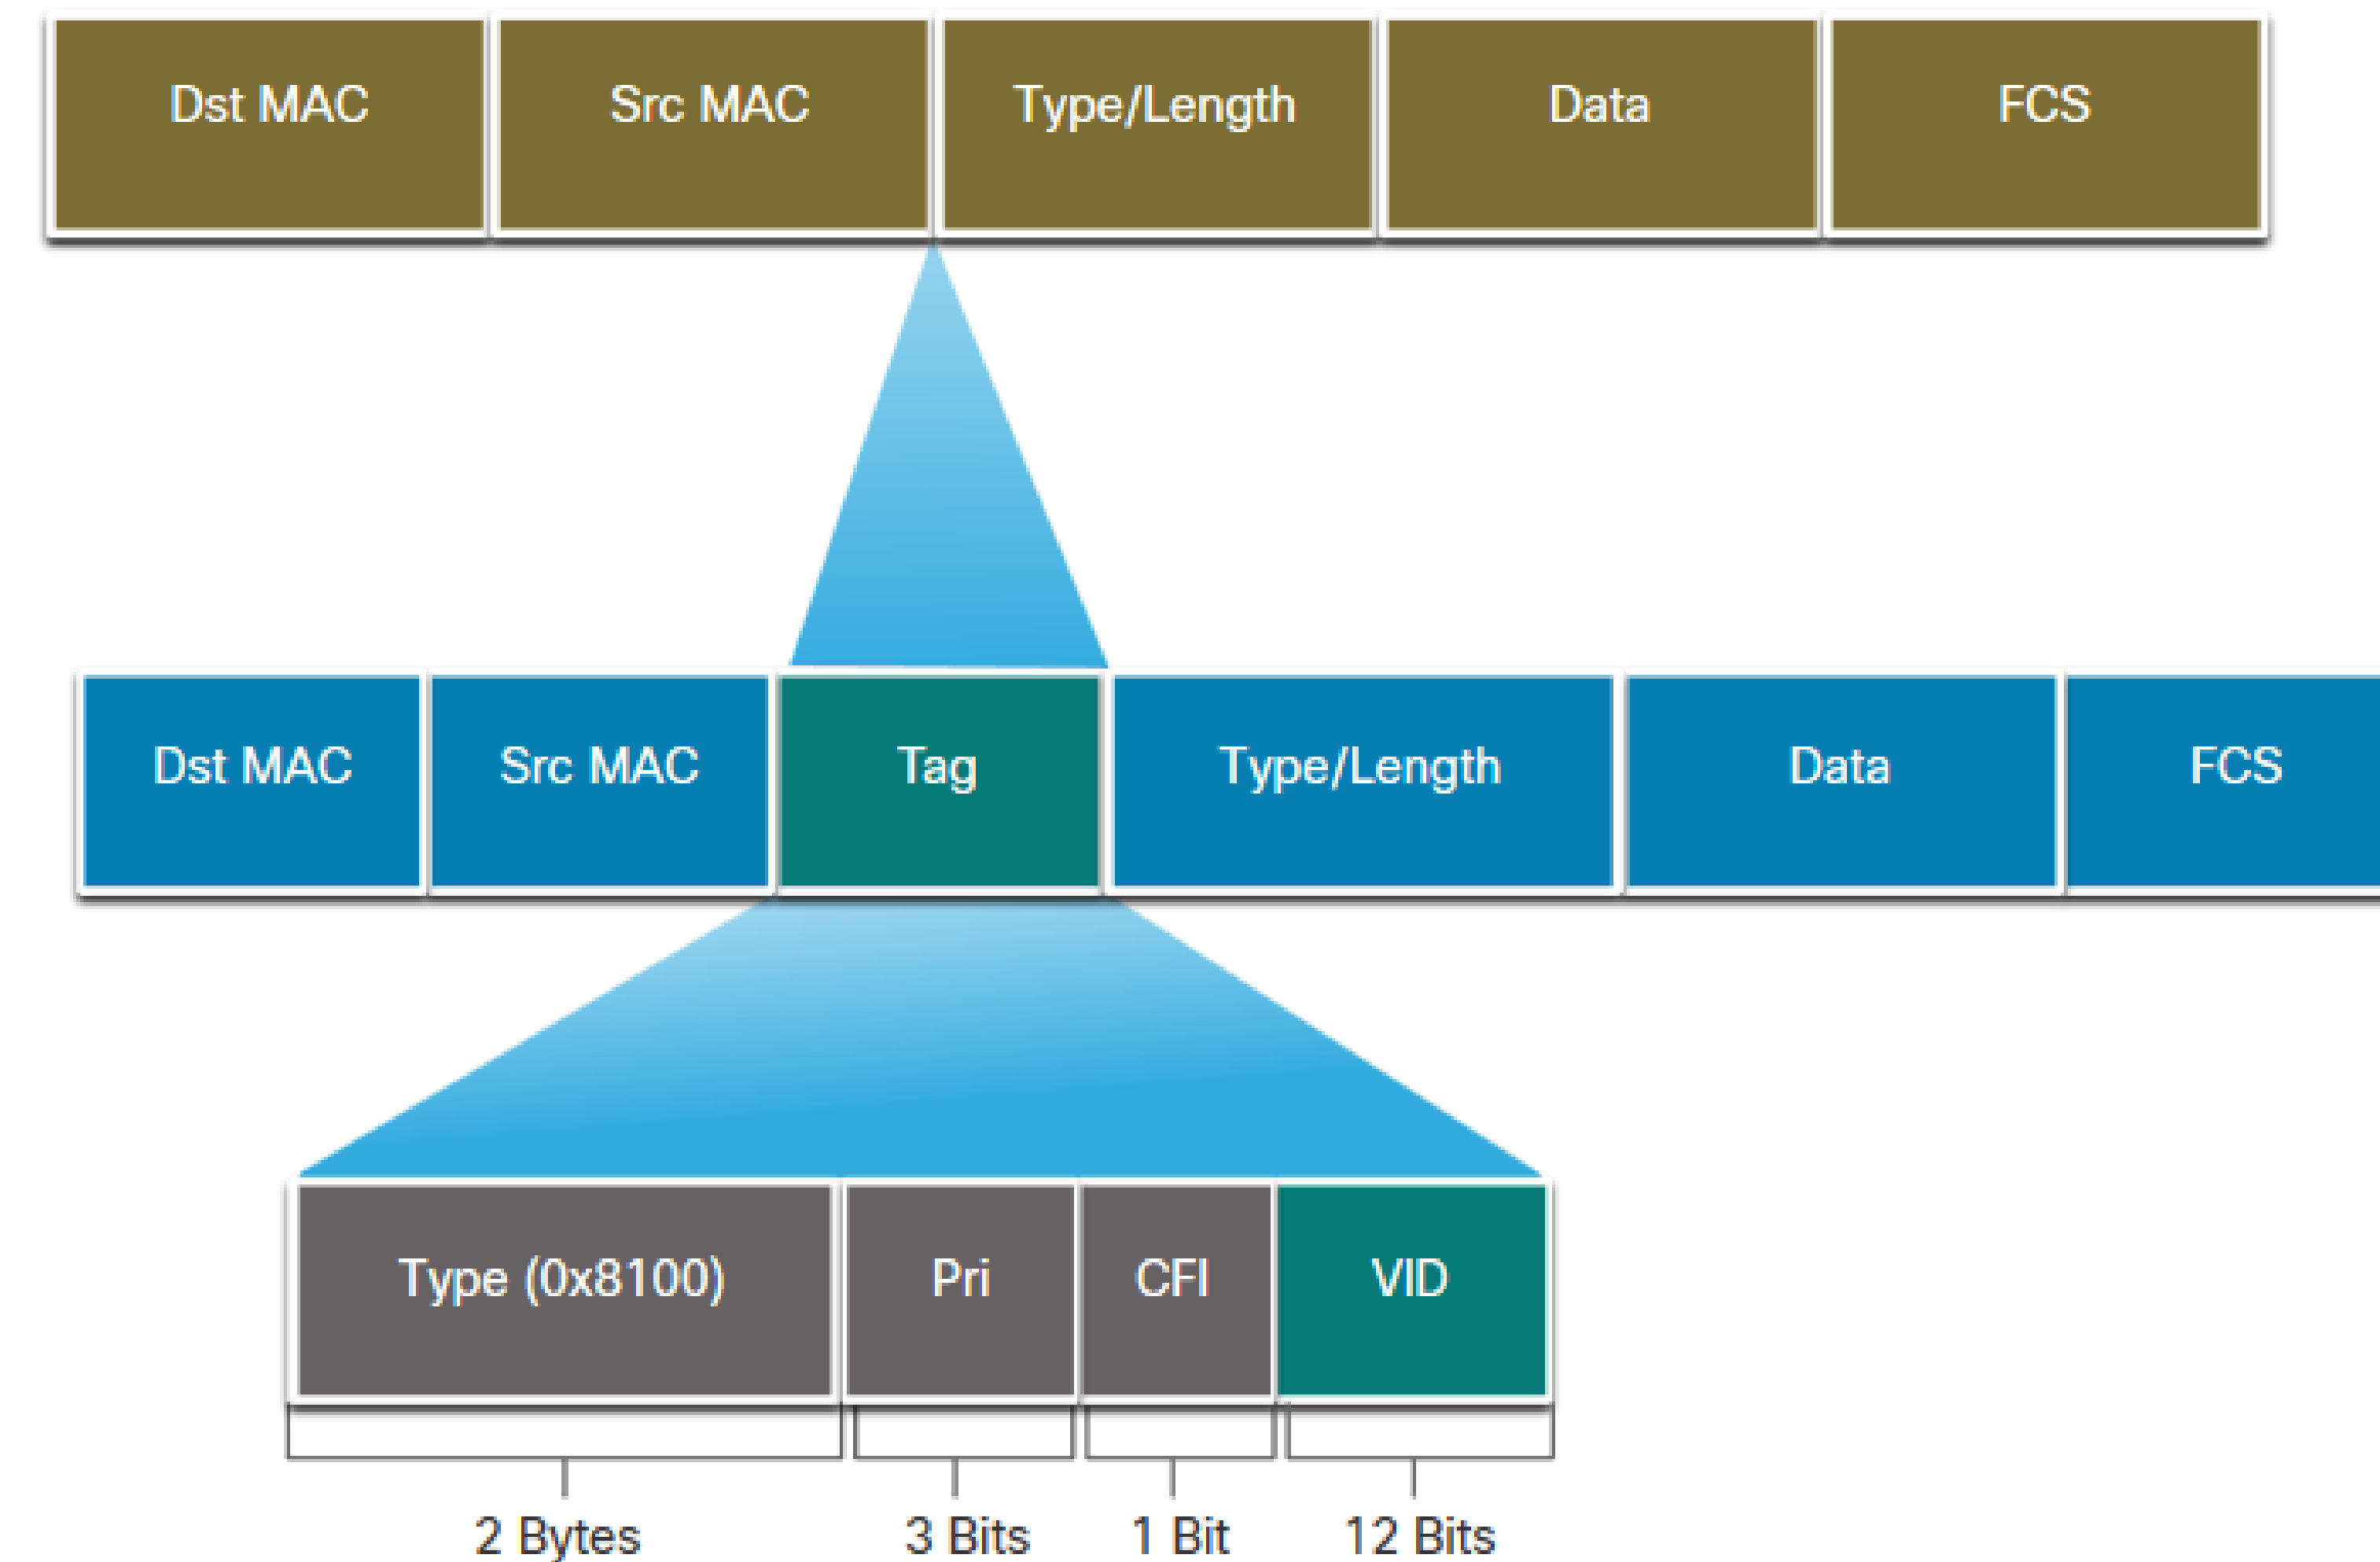 Dst MAC Src MAC Type/Length Data FCS
Dst MAC Src MAC Tag Type/Length Data FCS
Type (0x8100) Pri CFI VID
2 Bytes 3 Bits 1 Bit 12 Bits